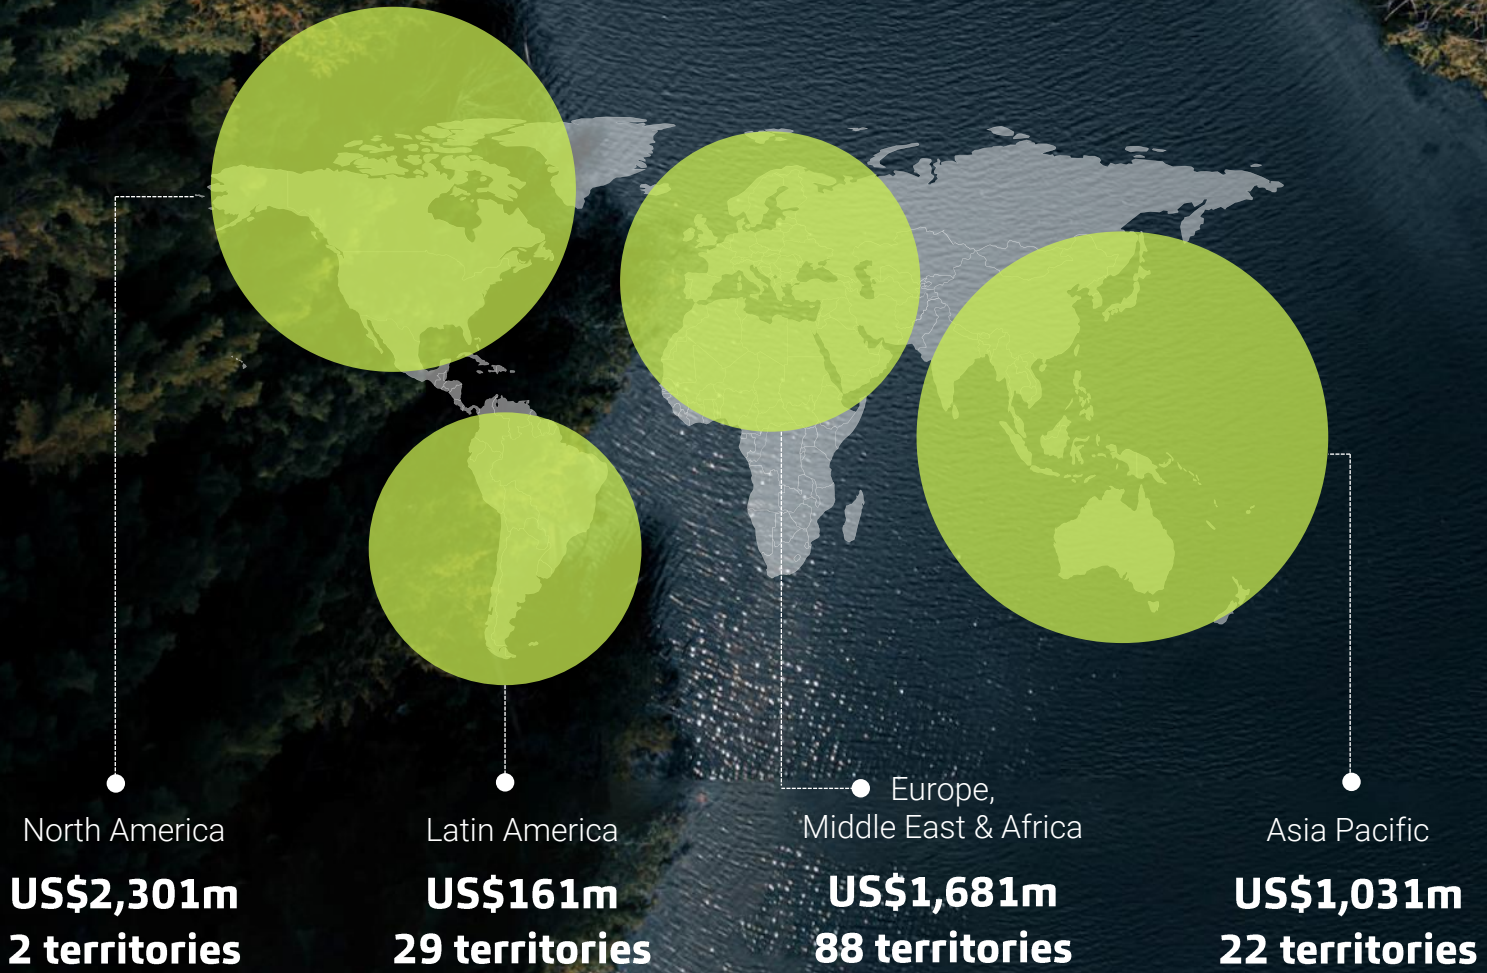 North America
US$2,301m
2 territories
Latin America
US$161m
29 territories
Europe,
Middle East & Africa
US$1,681m
88 territories
Asia Pacific
US$1,031m
22 territories